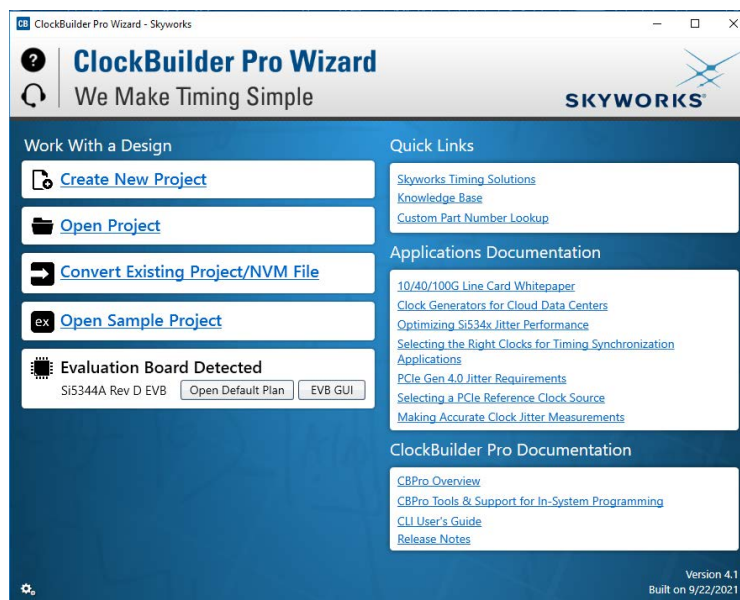 CB ClockBuilder Pro Wizard - Skyworks
? ClockBuilder Pro Wizard
We Make Timing Simple
SKYWORKS®
Work With a Design
Create New Project
Open Project
Convert Existing Project/NVM File
ex Open Sample Project
Evaluation Board Detected
Si5344A Rev D EVB Open Default Plan EVB GUI
Quick Links
Skyworks Timing Solutions
Knowledge Base
Custom Part Number Lookup
Applications Documentation
10/40/100G Line Card Whitepaper
Clock Generators for Cloud Data Centers
Optimizing Si534x Jitter Performance
Selecting the Right Clocks for Timing Synchronization
Applications
PCIe Gen 4.0 Jitter Requirements
Selecting a PCIe Reference Clock Source
Making Accurate Clock Jitter Measurements
ClockBuilder Pro Documentation
CBPro Overview
CBPro Tools & Support for In-System Programming
CLI User's Guide
Release Notes
Version 4.1
Built on 9/22/2021